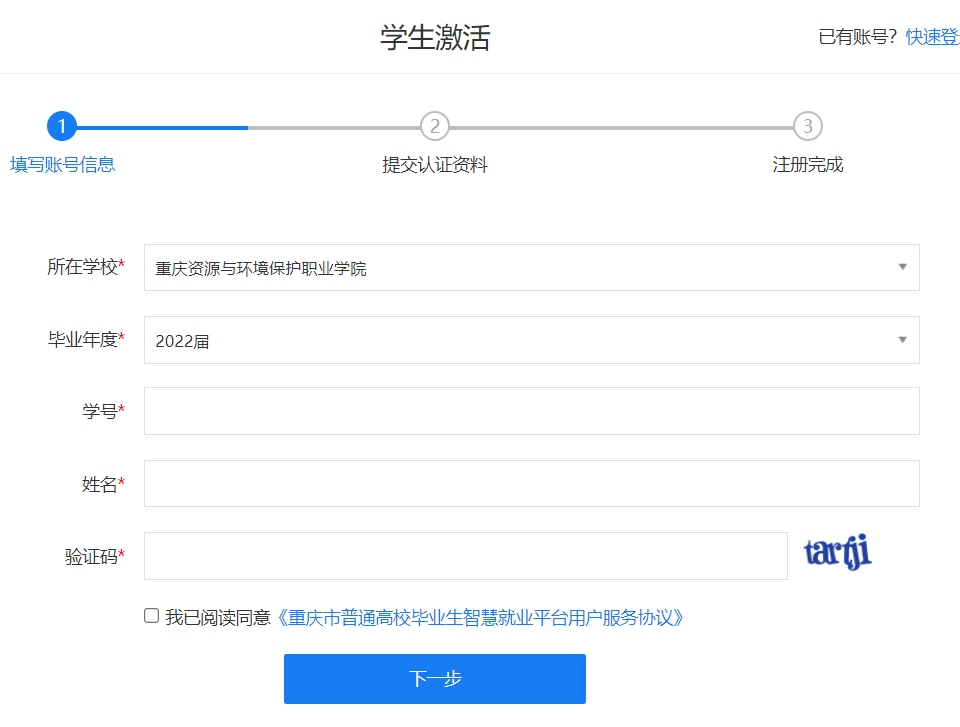 学生激活
已有账号？快速登
1 2 3
填写账号信息 提交认证资料 注册完成
所在学校* 重庆资源与环境保护职业学院
毕业年度* 2022届
学号*
姓名*
验证码* tartji
我已阅读同意《重庆市普通高校毕业生智慧就业平台用户服务协议》
下一步